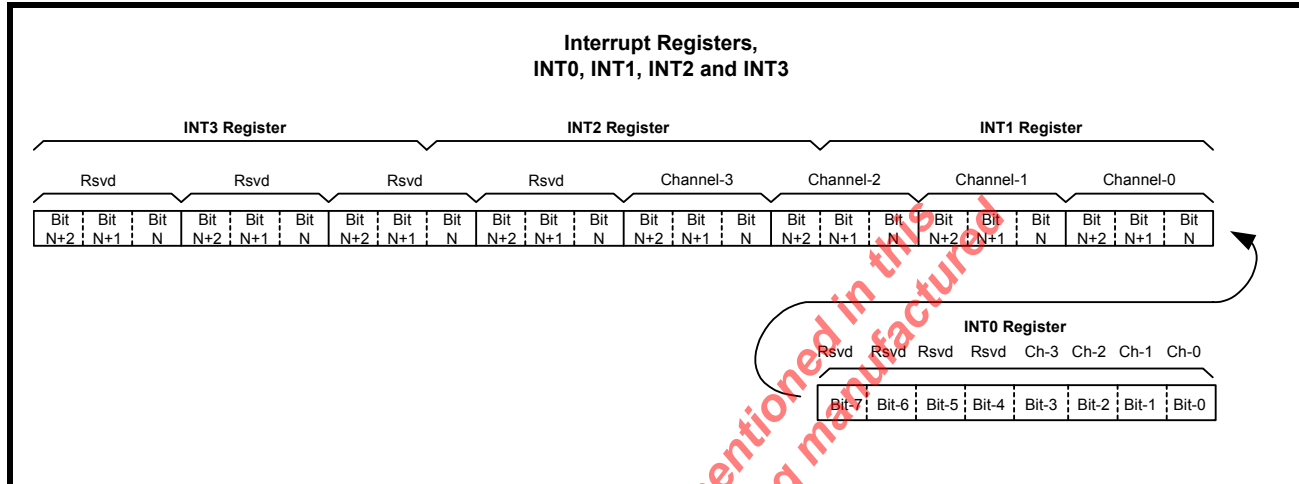 Interrupt Registers,
INT0, INT1, INT2 and INT3
INT3 Register INT2 Register INT1 Register
Rsvd Rsvd Rsvd Rsvd Channel-3 Channel-2 Channel-1 Channel-0
Bit Bit Bit Bit Bit Bit Bit Bit Bit Bit Bit Bit Bit Bit Bit Bit Bit Bit Bit Bit Bit Bit Bit Bit
N+2 N+1 N N+2 N+1 N N+2 N+1 N N+2 N+1 N N+2 N+1 N N+2 N+1 N N+2 N+1 N N+2 N+1 N
INT0 Register
Rsvd Rsvd Rsvd Rsvd Ch-3 Ch-2 Ch-1 Ch-0
Bit-7 Bit-6 Bit-5 Bit-4 Bit-3 Bit-2 Bit-1 Bit-0
in this
manufactured